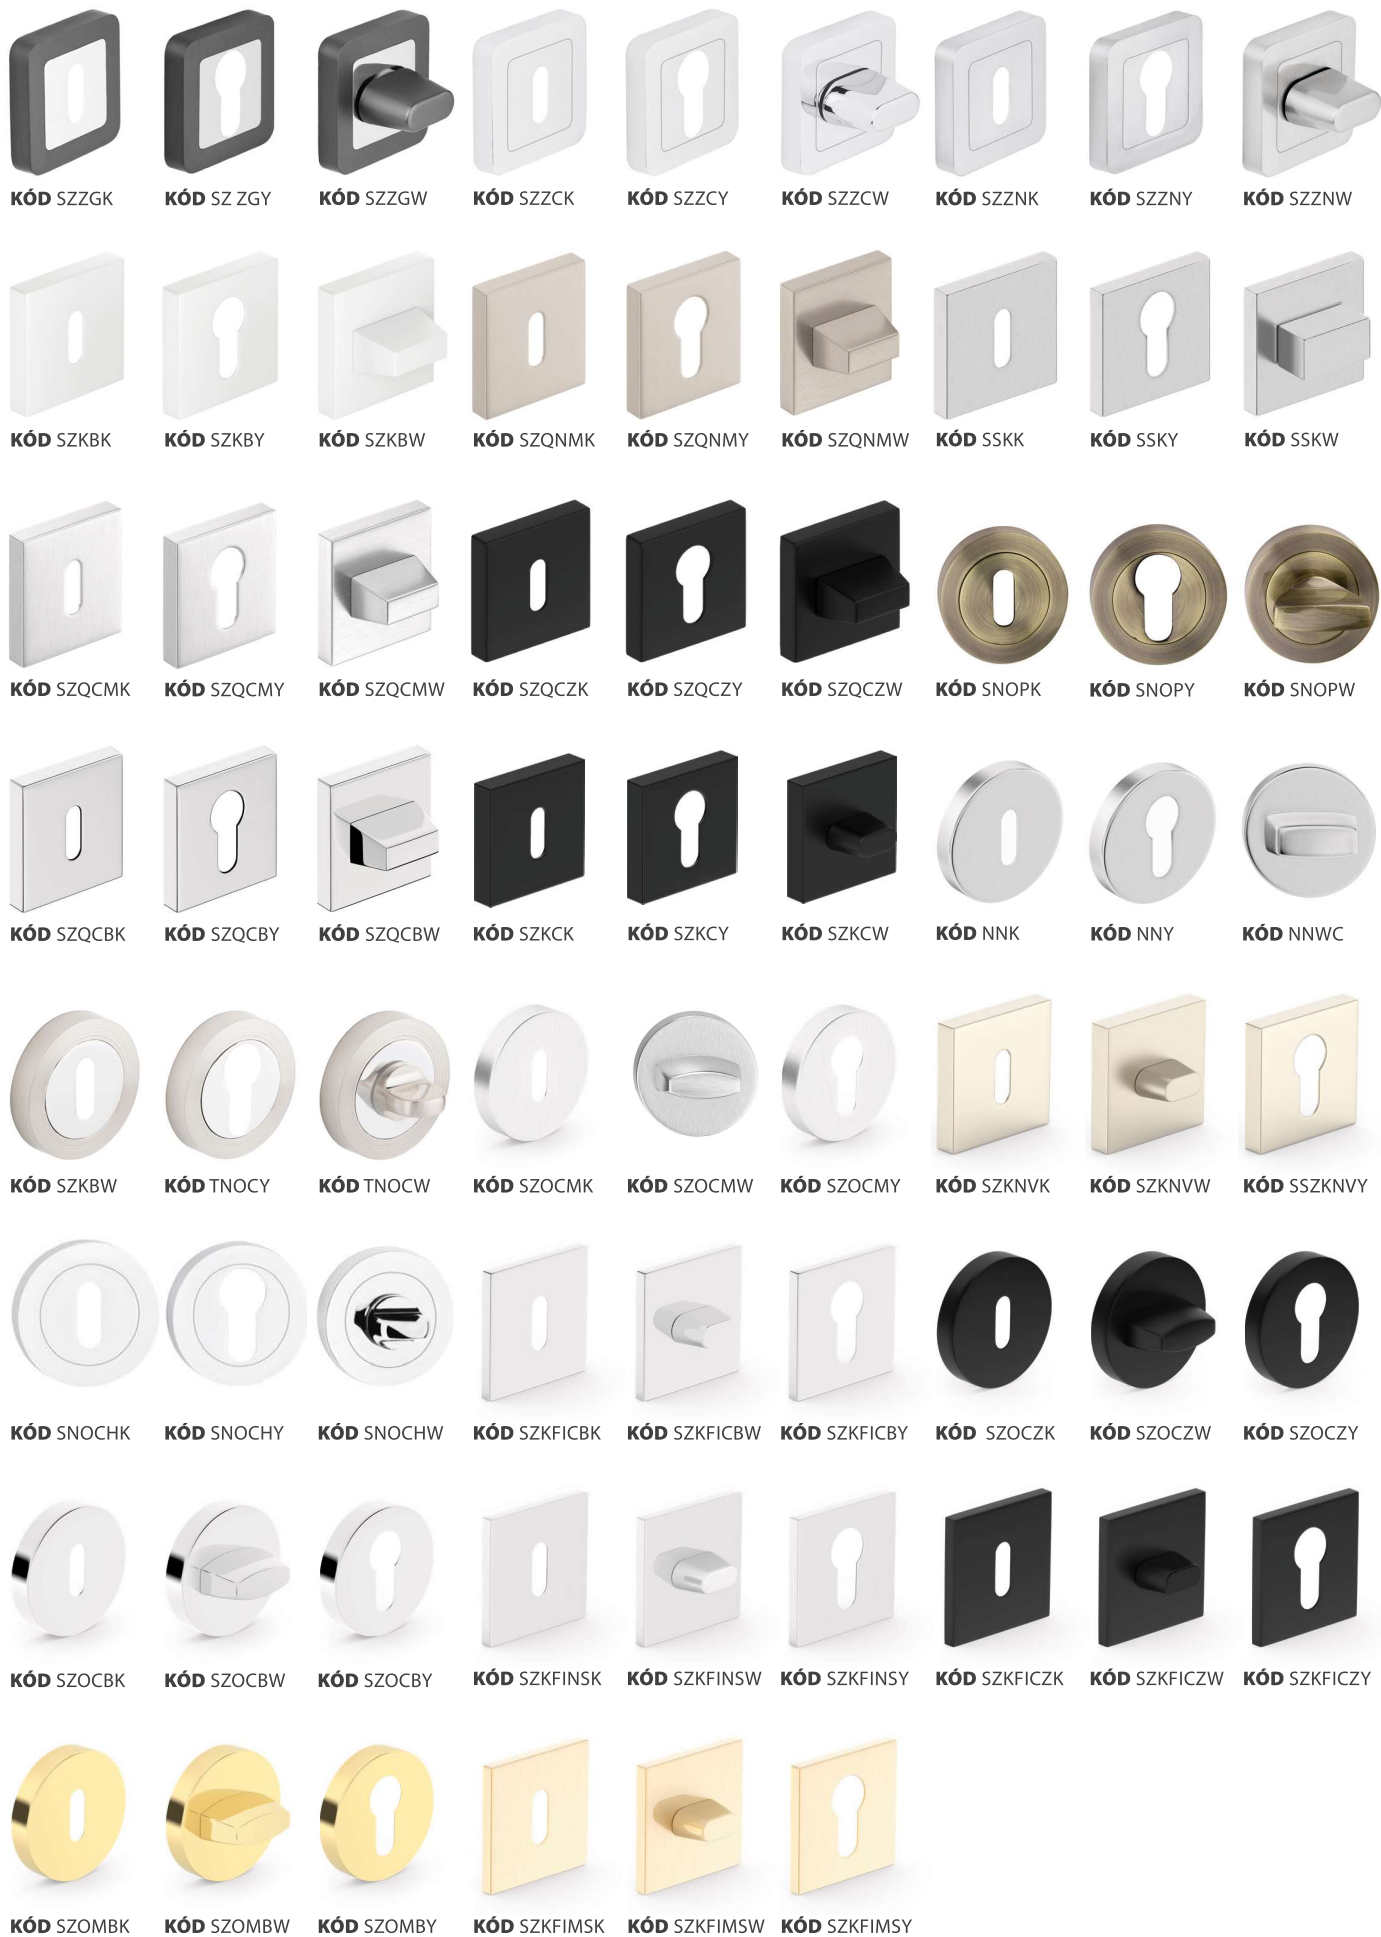 KÓD SZZGK KÓD SZ ZGY KÓD SZZGW KÓD SZZCK KÓD SZZCY KÓD SZZCW KÓD SZZNK KÓD SZZNY KÓD SZZNW
KÓD SZKBK KÓD SZKBY KÓD SZKBW KÓD SZQNMK KÓD SZQNMY KÓD SZQNMW KÓD SSKK KÓD SSKY KÓD SSKW
KÓD SZQCMK KÓD SZQCMY KÓD SZQCMW KÓD SZQCZK KÓD SZQCZY KÓD SZQCZW KÓD SNOPK KÓD SNOPY KÓD SNOPW
KÓD SZQCBK KÓD SZQCBY KÓD SZQCBW KÓD SZKCK KÓD SZKCY KÓD SZKCW KÓD NNK KÓD NNY KÓD NNWC
KÓD SZKBW KÓD TNOCY KÓD TNOCW KÓD SZOCMK KÓD SZOCMW KÓD SZOCMY KÓD SZKNVK KÓD SZKNVW KÓD SSZKNVY
KÓD SNOCHK KÓD SNOCHY KÓD SNOCHW KÓD SZKFICBK KÓD SZKFICBW KÓD SZKFICBY KÓD SZOCZK KÓD SZOCZW KÓD SZOCZY
KÓD SZOCBK KÓD SZOCBW KÓD SZOCBY KÓD SZKFINSK KÓD SZKFINSW KÓD SZKFINSY KÓD SZKFICZK KÓD SZKFICZW KÓD SZKFICZY
KÓD SZOMBK KÓD SZOMBW KÓD SZOMBY KÓD SZKFIMSK KÓD SZKFIMSW KÓD SZKFIMSY